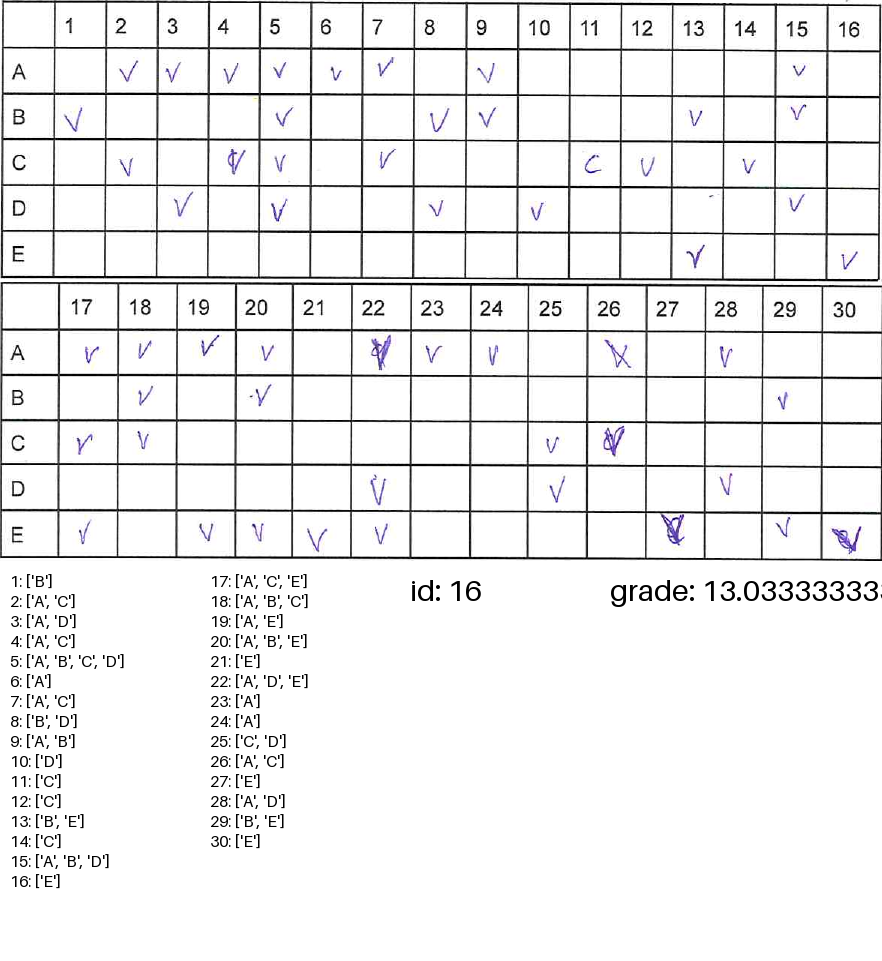 1 2 3 4 5 6 7 8 9 10 11 12 13 14 15 16
A V V V V V V V V
B V V V V V V
C V V V V C V V
D V V V V V
E V V
17 18 19 20 21 22 23 24 25 26 27 28 29 30
A V V V V V V V
B V V V
C V V V
D V V V
E V V V V V V
1: ['B']
2: ['A', 'C']
3: ['A', 'D']
4: ['A', 'C']
5: ['A', 'B', 'C', 'D']
6: ['A']
7: ['A', 'C']
8: ['B', 'D']
9: ['A', 'B']
10: ['D']
11: ['C']
12: ['C']
13: ['B', 'E']
14: ['C']
15: ['A', 'B', 'D']
16: ['E']
17: ['A', 'C', 'E']
18: ['A', 'B', 'C']
19: ['A', 'E']
20: ['A', 'B', 'E']
21: ['E']
22: ['A', 'D', 'E']
23: ['A']
24: ['A']
25: ['C', 'D']
26: ['A', 'C']
27: ['E']
28: ['A', 'D']
29: ['B', 'E']
30: ['E']
id: 16
grade: 13.03333333